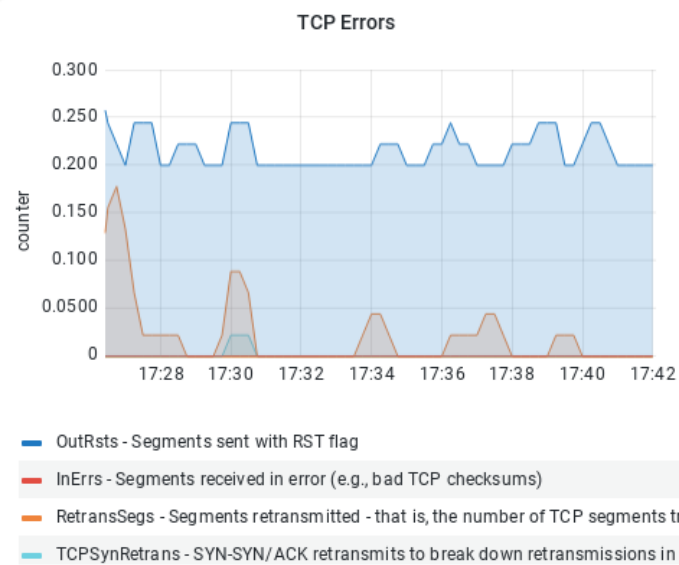 TCP Errors
0.300
0.250
0.200
0.150
0.100
0.0500
0
counter
17:28 17:30 17:32 17:34 17:36 17:38 17:40 17:42
OutRsts - Segments sent with RST flag
InErrs - Segments received in error (e.g., bad TCP checksums)
RetransSegs - Segments retransmitted - that is, the number of TCP segments
TCPSynRetrans - SYN-SYN/ACK retransmits to break down retransmissions in